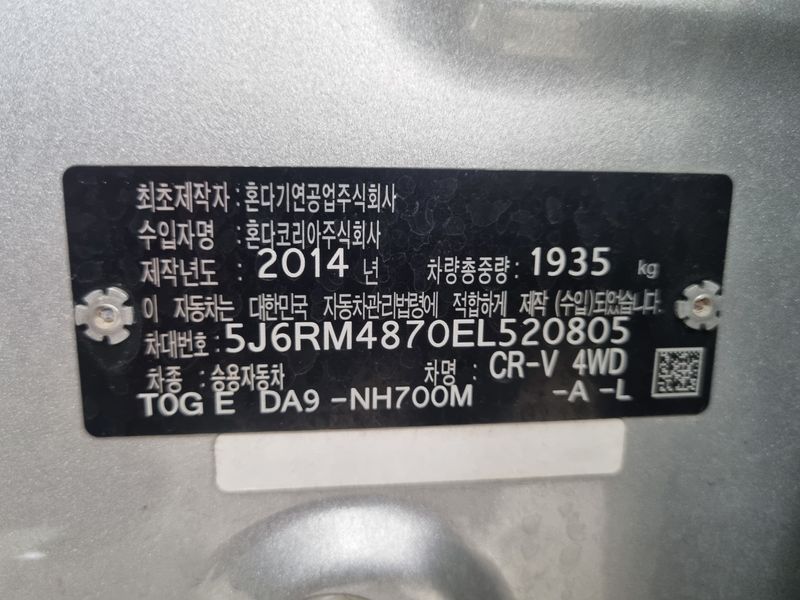 최초제작자 : 혼다기연공업주식회사
수입자명 : 혼다코리아주식회사
제작년도 : 2014 년 차량총중량 : 1935 kg
이 자동차는 대한민국 자동차관리법령에 적합하게 제작 (수입)되었습니다.
차대번호 : 5J6RM4870EL520805
차종 : 승용자동차 차명 : CR-V 4WD
T0G E DA9 -NH700M -A -L